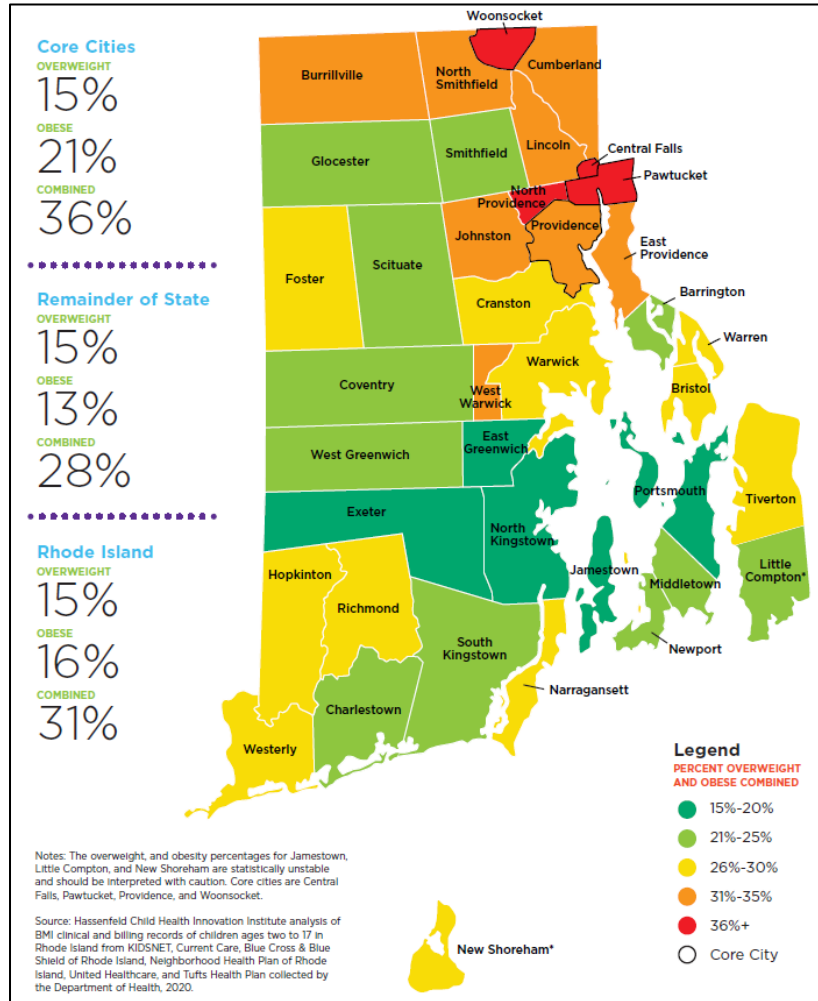 Core Cities
OVERWEIGHT
15%
OBESE
21%
COMBINED
36%
Remainder of State
OVERWEIGHT
15%
OBESE
13%
COMBINED
28%
Rhode Island
OVERWEIGHT
15%
OBESE
16%
COMBINED
31%
Woonsocket
Burrillville
North
Smithfield
Cumberland
Lincoln
Central Falls
Pawtucket
Glocester
Smithfield
North
Providence
Providence
Johnston
East
Providence
Foster
Scituate
Cranston
Barrington
Warren
Warwick
Bristol
Coventry
West
Warwick
West Greenwich
East
Greenwich
Portsmouth
Tiverton
Exeter
North
Kingstown
Jamestown
Middletown
Little
Compton*
Newport
Hopkinton
Richmond
South
Kingstown
Narragansett
Charlestown
Westerly
New Shoreham*
Legend
PERCENT OVERWEIGHT
AND OBESE COMBINED
15%-20%
21%-25%
26%-30%
31%-35%
36%+
Core City
Notes: The overweight, and obesity percentages for Jamestown,
Little Compton, and New Shoreham are statistically unstable
and should be interpreted with caution. Core cities are Central
Falls, Pawtucket, Providence, and Woonsocket.
Source: Hassenfeld Child Health Innovation Institute analysis of
BMI clinical and billing records of children ages two to 17 in
Rhode Island from KIDSNET, Current Care, Blue Cross & Blue
Shield of Rhode Island, Neighborhood Health Plan of Rhode
Island, United Healthcare, and Tufts Health Plan collected by
the Department of Health, 2020.